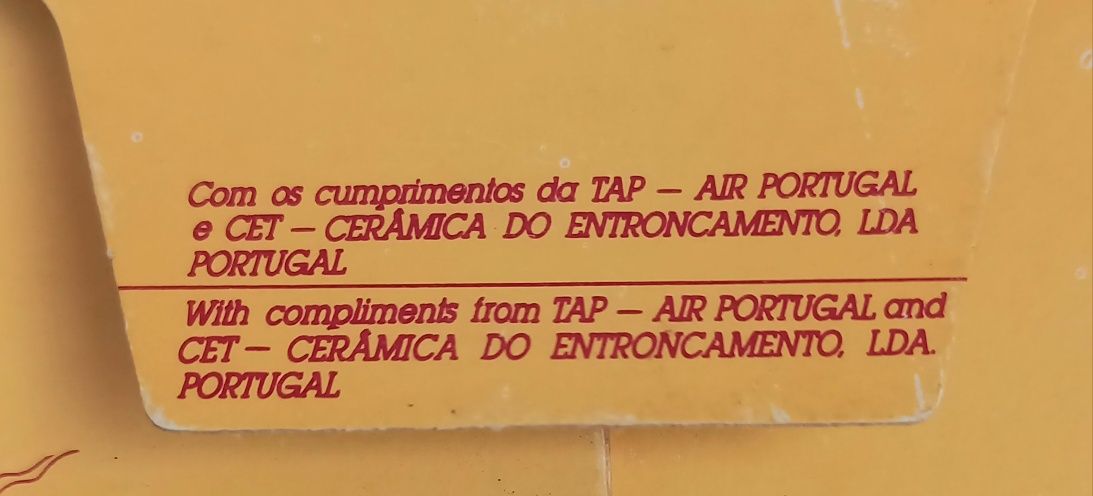 Com os cumprimentos da TAP — AIR PORTUGAL
e CET — CERÂMICA DO ENTRONCAMENTO, LDA
PORTUGAL
With compliments from TAP — AIR PORTUGAL and
CET — CERÂMICA DO ENTRONCAMENTO, LDA.
PORTUGAL